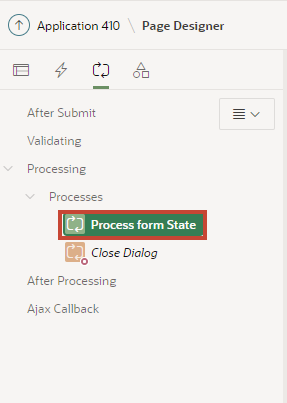 Application 410 \ Page Designer
After Submit
Validating
Processing
Processes
Process form State
Close Dialog
After Processing
Ajax Callback